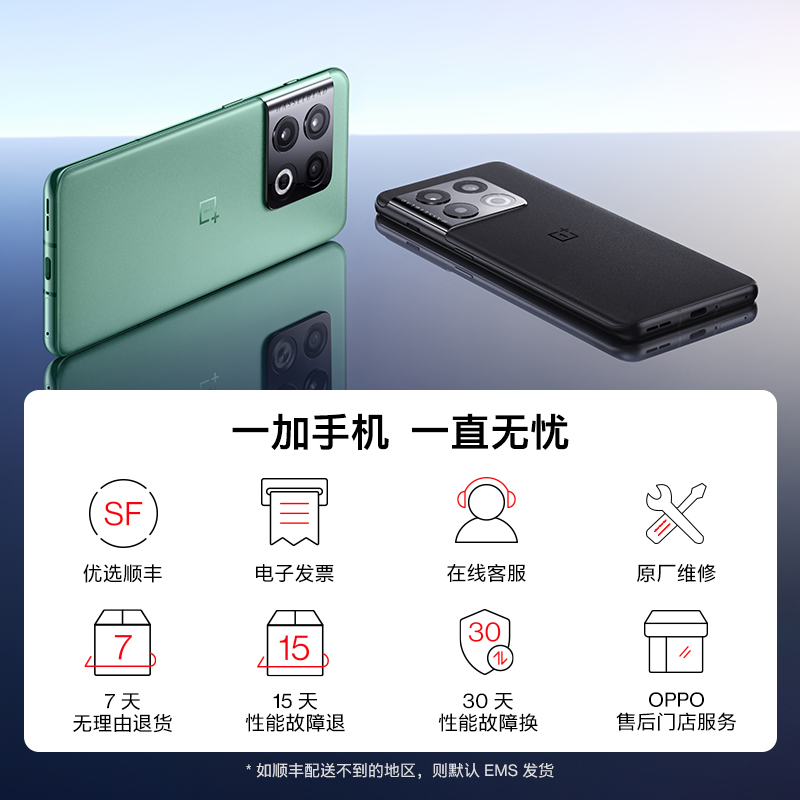 HASSELBLAD
一加手机 一直无忧
SF
优选顺丰
电子发票
在线客服
原厂维修
7
15
30
7 天
无理由退货
15 天
性能故障退
30 天
性能故障换
OPPO
售后门店服务
* 如顺丰配送不到的地区，则默认 EMS 发货